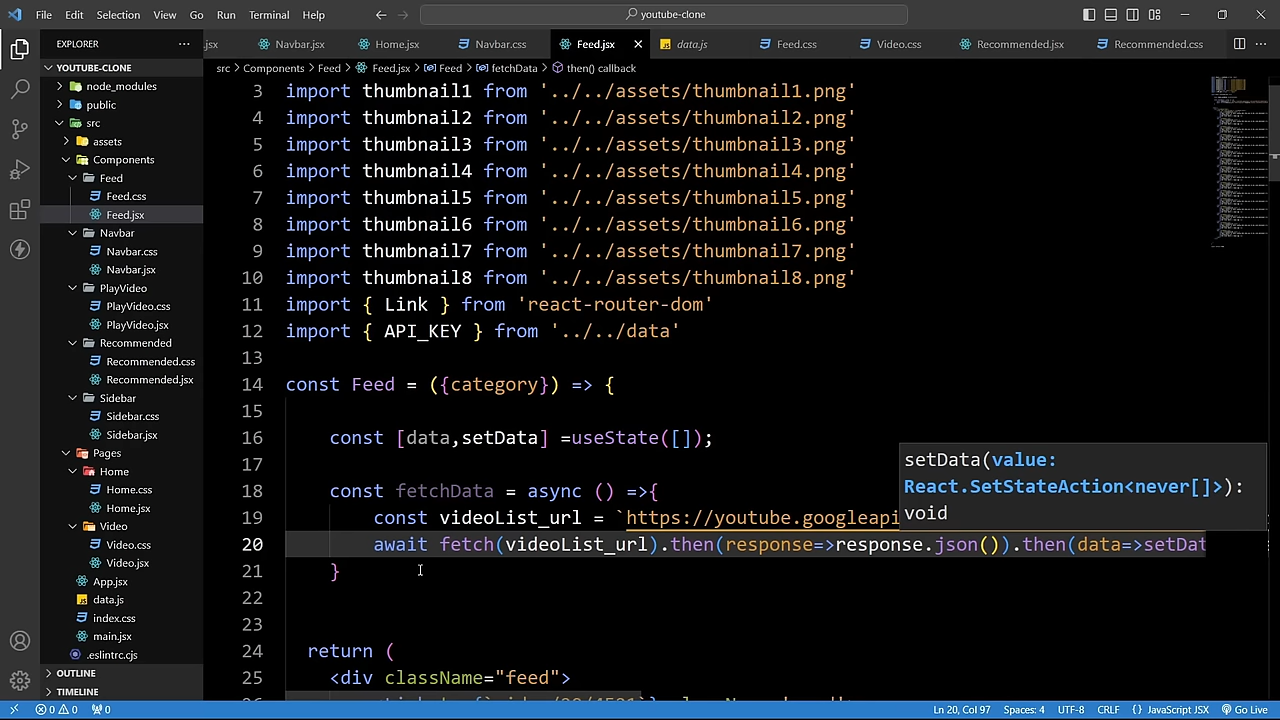 File Edit Selection View Go Run Terminal Help
youtube-clone
EXPLORER
.jsx Navbar.jsx Home.jsx Navbar.css Feed.jsx data.js Feed.css Video.css Recommended.jsx Recommended.css
YOUTUBE-CLONE
node_modules
public
src
assets
Components
Feed
Feed.css
Feed.jsx
Navbar
Navbar.css
Navbar.jsx
PlayVideo
PlayVideo.css
PlayVideo.jsx
Recommended
Recommended.css
Recommended.jsx
Sidebar
Sidebar.css
Sidebar.jsx
Pages
Home
Home.css
Home.jsx
Video
Video.css
Video.jsx
App.jsx
data.js
index.css
main.jsx
.eslintrc.cjs
OUTLINE
TIMELINE
src > Components > Feed > Feed.jsx > Feed > fetchData > then() callback
3 import thumbnail1 from '../../assets/thumbnail1.png'
4 import thumbnail2 from '../../assets/thumbnail2.png'
5 import thumbnail3 from '../../assets/thumbnail3.png'
6 import thumbnail4 from '../../assets/thumbnail4.png'
7 import thumbnail5 from '../../assets/thumbnail5.png'
8 import thumbnail6 from '../../assets/thumbnail6.png'
9 import thumbnail7 from '../../assets/thumbnail7.png'
10 import thumbnail8 from '../../assets/thumbnail8.png'
11 import { Link } from 'react-router-dom'
12 import { API_KEY } from '../../data'
13
14 const Feed = ({category}) => {
15
16 const [data,setData] =useState([]);
17
18 const fetchData = async () =>{
19 const videoList_url = `https://youtube.googleapi
20 await fetch(videoList_url).then(response=>response.json()).then(data=>setDat
21 }
22
23
24 return (
25 <div className="feed">
setData(value:
React.SetStateAction<never[]>):
void
0 0 0 Ln 20, Col 97 Spaces: 4 UTF-8 CRLF {} JavaScript JSX Go Live